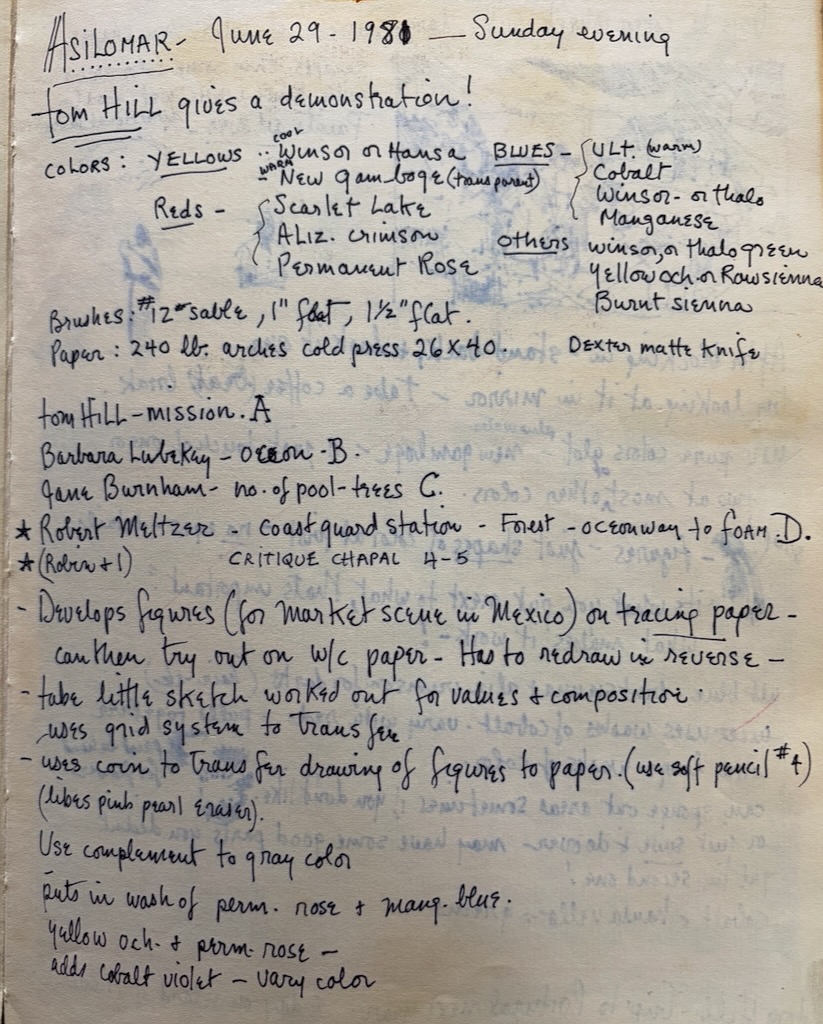 ASILOMAR - June 29 - 1981 — Sunday evening
tom HILL gives a demonstration!
COLORS: YELLOWS .. COOL Winsor or Hansa
WARM New gamboge (transparent)
Reds - { Scarlet Lake
Aliz. crimson
Permanent Rose
BLUES - { ULT. (warm)
Cobalt
Winsor - or thalo
Manganese
OTHERS winsor, or thalo green
Yellow och. or Raw sienna
Burnt sienna
Brushes: #12 sable, 1" flat, 1½" flat.
Paper: 240 lb. arches cold press 26X40. Dexter matte Knife
tom Hill - mission. A
Barbara Lubekay - ocean - B.
Jane Burnham - no. of pool - trees C.
★ Robert Meltzer - coast guard station - Forest - oceanway to FOAM D.
★ (Robin + 1) CRITIQUE CHAPAL 4-5
- Develops figures (for market scene in Mexico) on tracing paper -
can then try out on w/c paper - Has to redraw in reverse -
- take little sketch worked out for values + composition.
uses grid system to transfer
- uses coin to transfer drawing of figures to paper. (use soft pencil #4)
(likes pink pearl eraser).
Use complement to gray color
puts in wash of perm. rose + mang. blue.
yellow och. + perm. rose -
adds cobalt violet - vary color